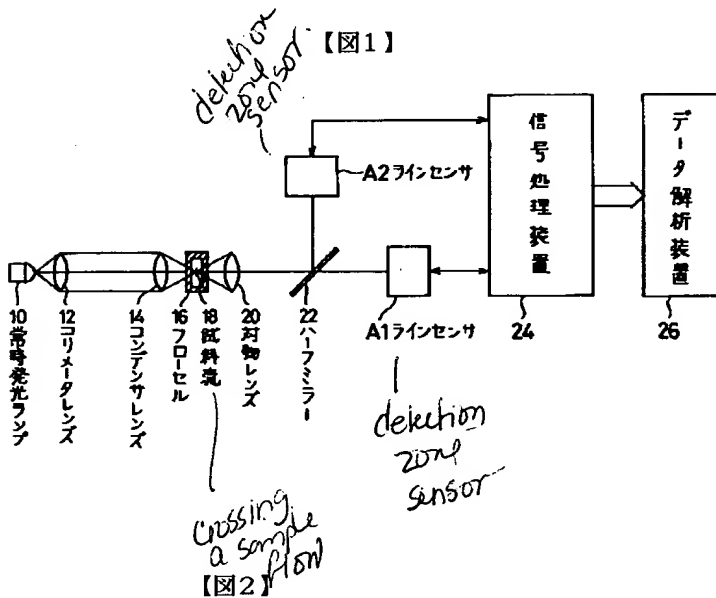 【図1】
detection
zone
sensor
A2ラインセンサ
信号処理装置
データ解析装置
A1ラインセンサ
24
26
10常時発光ランプ
12コリメータレンズ
14コンデンサレンズ
16フローセル
18試料流
20対物レンズ
22ハーフミラー
detection
zone
sensor
crossing
a sample
flow
【図2】